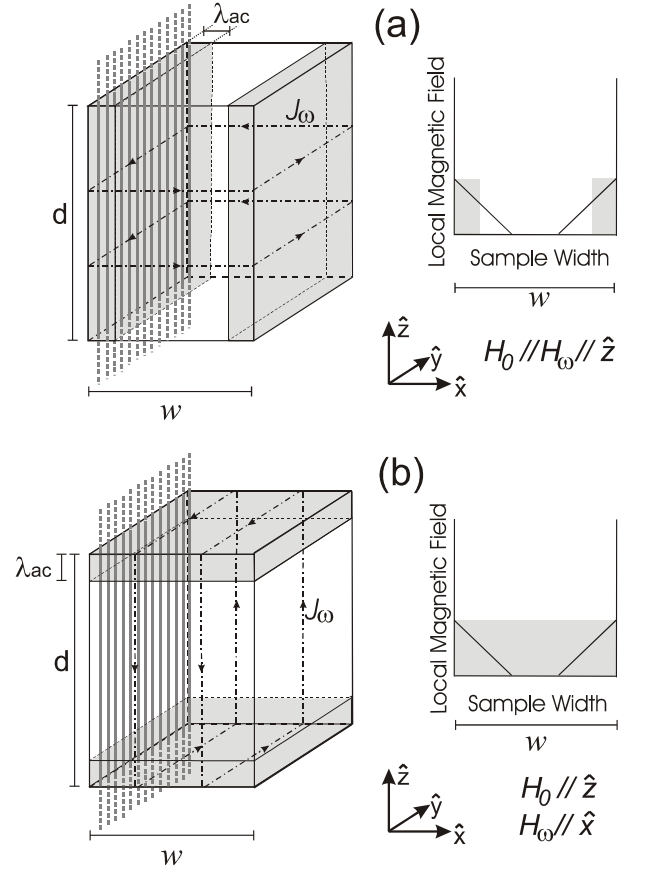 λac
(a)
Jω
d
w
Local Magnetic Field
Sample Width
w
ẑ
ŷ
x̂
H0 // Hω // ẑ
(b)
λac
Jω
d
w
Local Magnetic Field
Sample Width
w
ẑ
ŷ
x̂
H0 // ẑ
Hω // x̂